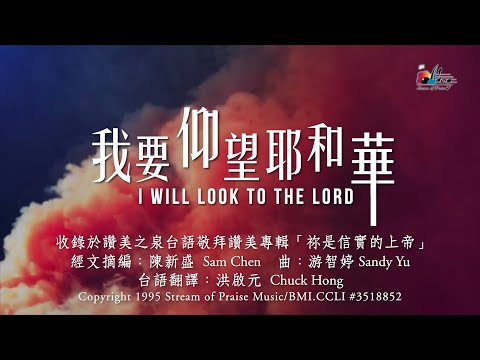 我要仰望耶和華
I WILL LOOK TO THE LORD
收錄於讚美之泉台語敬拜讚美專輯「祢是信實的上帝」
經文摘編：陳新盛 Sam Chen 曲：游智婷 Sandy Yu
台語翻譯：洪啟元 Chuck Hong
Copyright 1995 Stream of Praise Music/BMI.CCLI #3518852